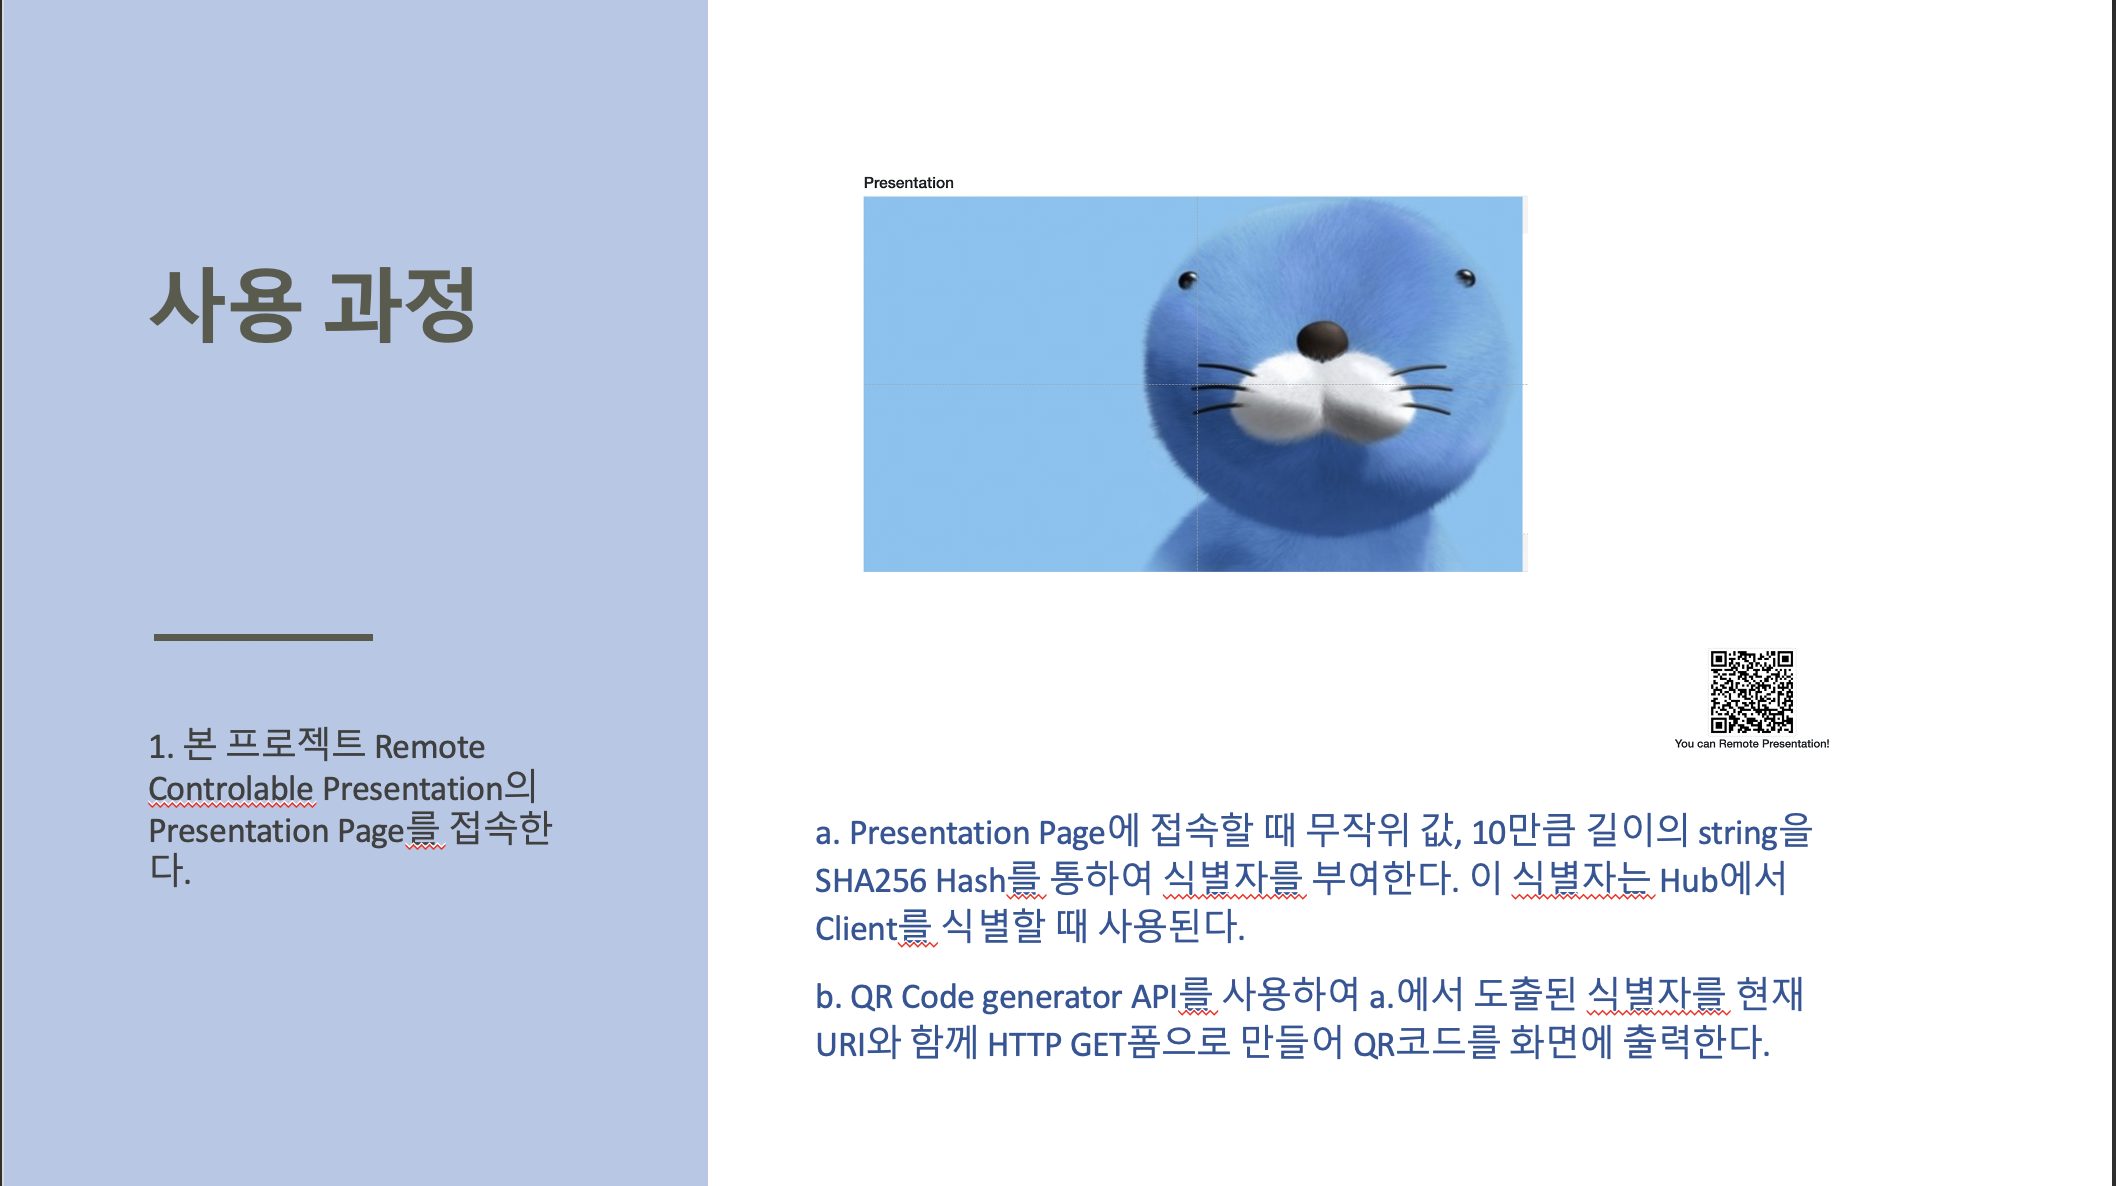 사용 과정
1. 본 프로젝트 Remote
Controlable Presentation의
Presentation Page를 접속한
다.
Presentation
You can Remote Presentation!
a. Presentation Page에 접속할 때 무작위 값, 10만큼 길이의 string을
SHA256 Hash를 통하여 식별자를 부여한다. 이 식별자는 Hub에서
Client를 식별할 때 사용된다.
b. QR Code generator API를 사용하여 a.에서 도출된 식별자를 현재
URI와 함께 HTTP GET폼으로 만들어 QR코드를 화면에 출력한다.